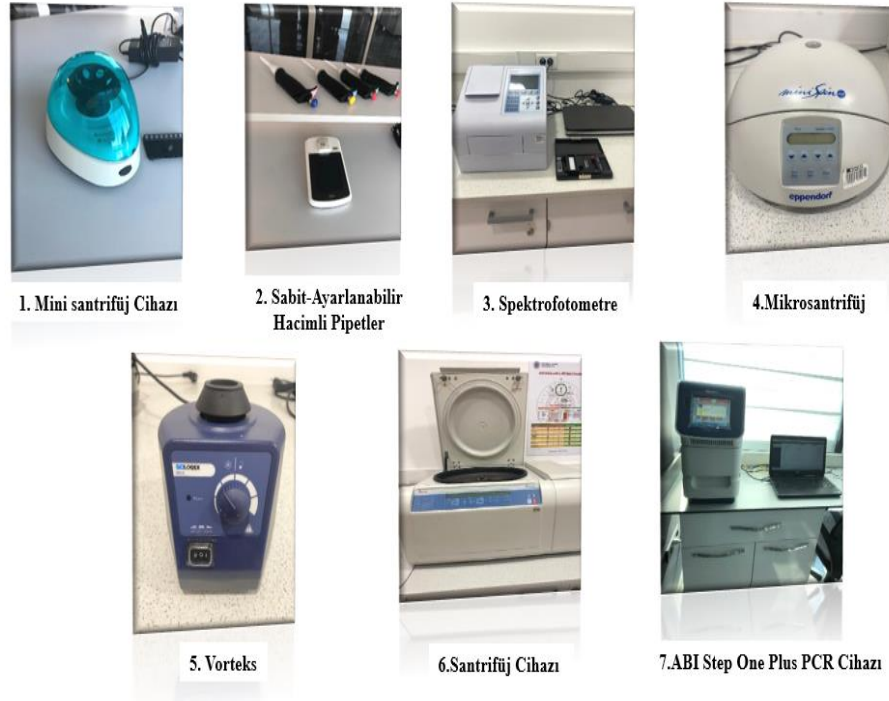 miniSpin
eppendorf
1. Mini santrifüj Cihazı
2. Sabit-Ayarlanabilir
Hacimli Pipetler
3. Spektrofotometre
4.Mikrosantrifüj
SCILOGEX
5. Vorteks
6.Santrifüj Cihazı
7.ABI Step One Plus PCR Cihazı